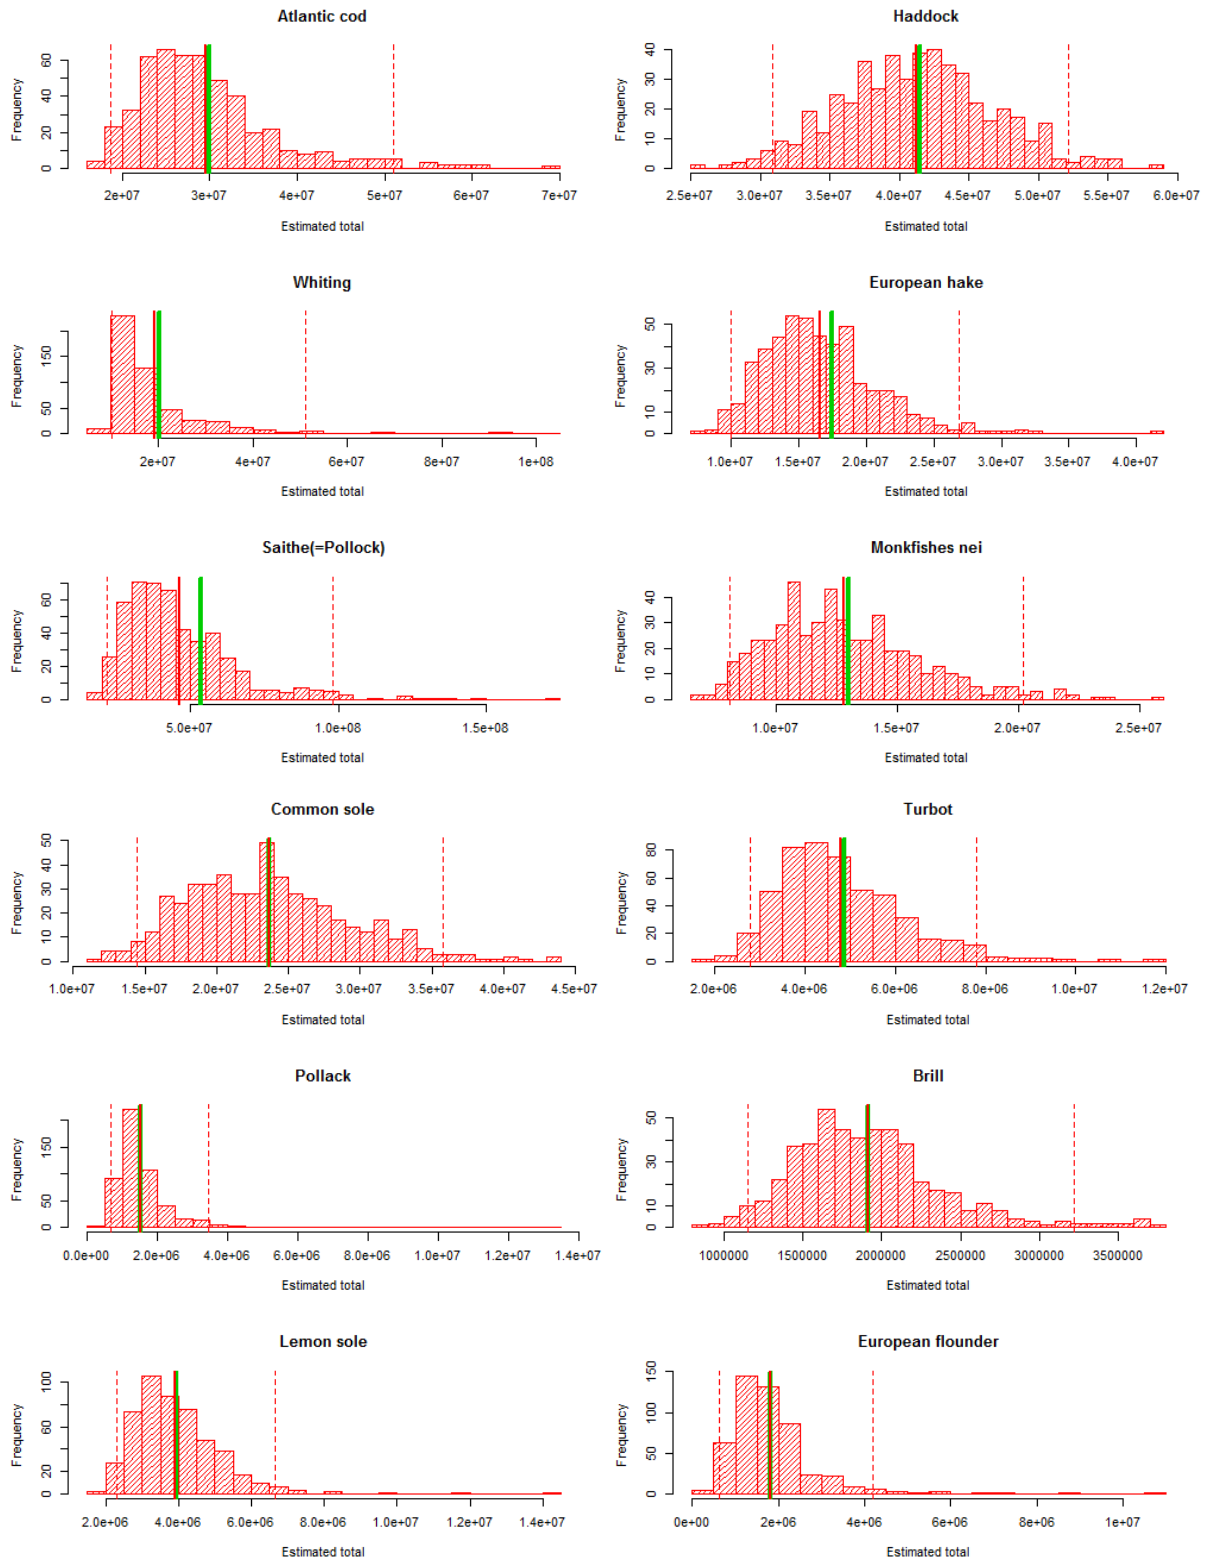 Atlantic cod
Frequency
0 20 40 60
2e+07 3e+07 4e+07 5e+07 6e+07 7e+07
Estimated total
Haddock
Frequency
0 10 20 30 40
2.5e+07 3.0e+07 3.5e+07 4.0e+07 4.5e+07 5.0e+07 5.5e+07 6.0e+07
Estimated total
Whiting
Frequency
0 50 150
2e+07 4e+07 6e+07 8e+07 1e+08
Estimated total
European hake
Frequency
0 10 30 50
1.0e+07 1.5e+07 2.0e+07 2.5e+07 3.0e+07 3.5e+07 4.0e+07
Estimated total
Saithe(=Pollock)
Frequency
0 20 40 60
5.0e+07 1.0e+08 1.5e+08
Estimated total
Monkfishes nei
Frequency
0 10 20 30 40
1.0e+07 1.5e+07 2.0e+07 2.5e+07
Estimated total
Common sole
Frequency
0 10 20 30 40 50
1.0e+07 1.5e+07 2.0e+07 2.5e+07 3.0e+07 3.5e+07 4.0e+07 4.5e+07
Estimated total
Turbot
Frequency
0 20 40 60 80
2.0e+06 4.0e+06 6.0e+06 8.0e+06 1.0e+07 1.2e+07
Estimated total
Pollack
Frequency
0 50 150
0.0e+00 2.0e+06 4.0e+06 6.0e+06 8.0e+06 1.0e+07 1.2e+07 1.4e+07
Estimated total
Brill
Frequency
0 10 30 50
1000000 1500000 2000000 2500000 3000000 3500000
Estimated total
Lemon sole
Frequency
0 20 60 100
2.0e+06 4.0e+06 6.0e+06 8.0e+06 1.0e+07 1.2e+07 1.4e+07
Estimated total
European flounder
Frequency
0 50 100 150
0e+00 2e+06 4e+06 6e+06 8e+06 1e+07
Estimated total